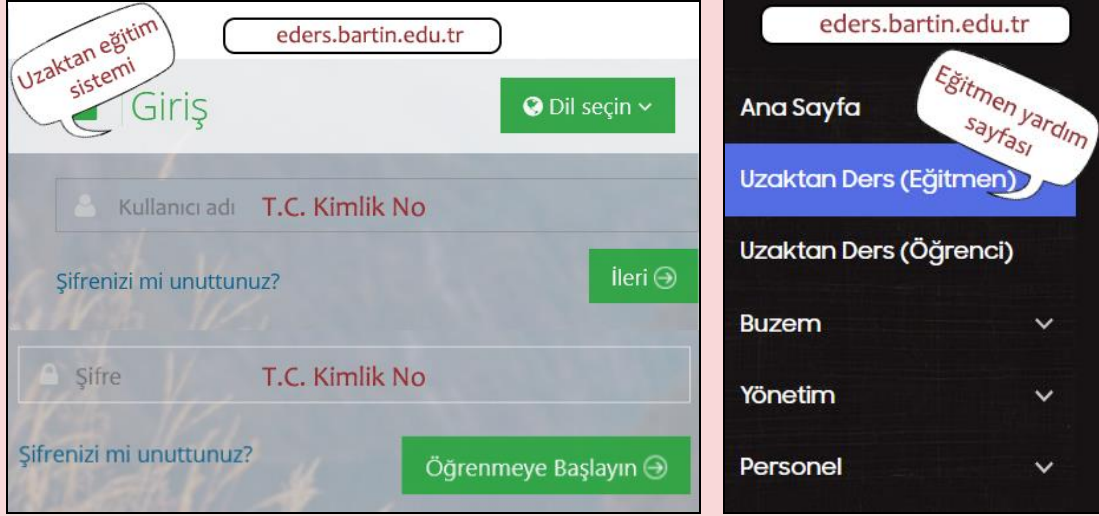 eders.bartin.edu.tr
Uzaktan eğitim
sistemi
Giriş
Dil seçin
Kullanıcı adı T.C. Kimlik No
Şifrenizi mi unuttunuz?
İleri
Şifre T.C. Kimlik No
Şifrenizi mi unuttunuz?
Öğrenmeye Başlayın
eders.bartin.edu.tr
Eğitmen yardım
sayfası
Ana Sayfa
Uzaktan Ders (Eğitmen)
Uzaktan Ders (Öğrenci)
Buzem
Yönetim
Personel